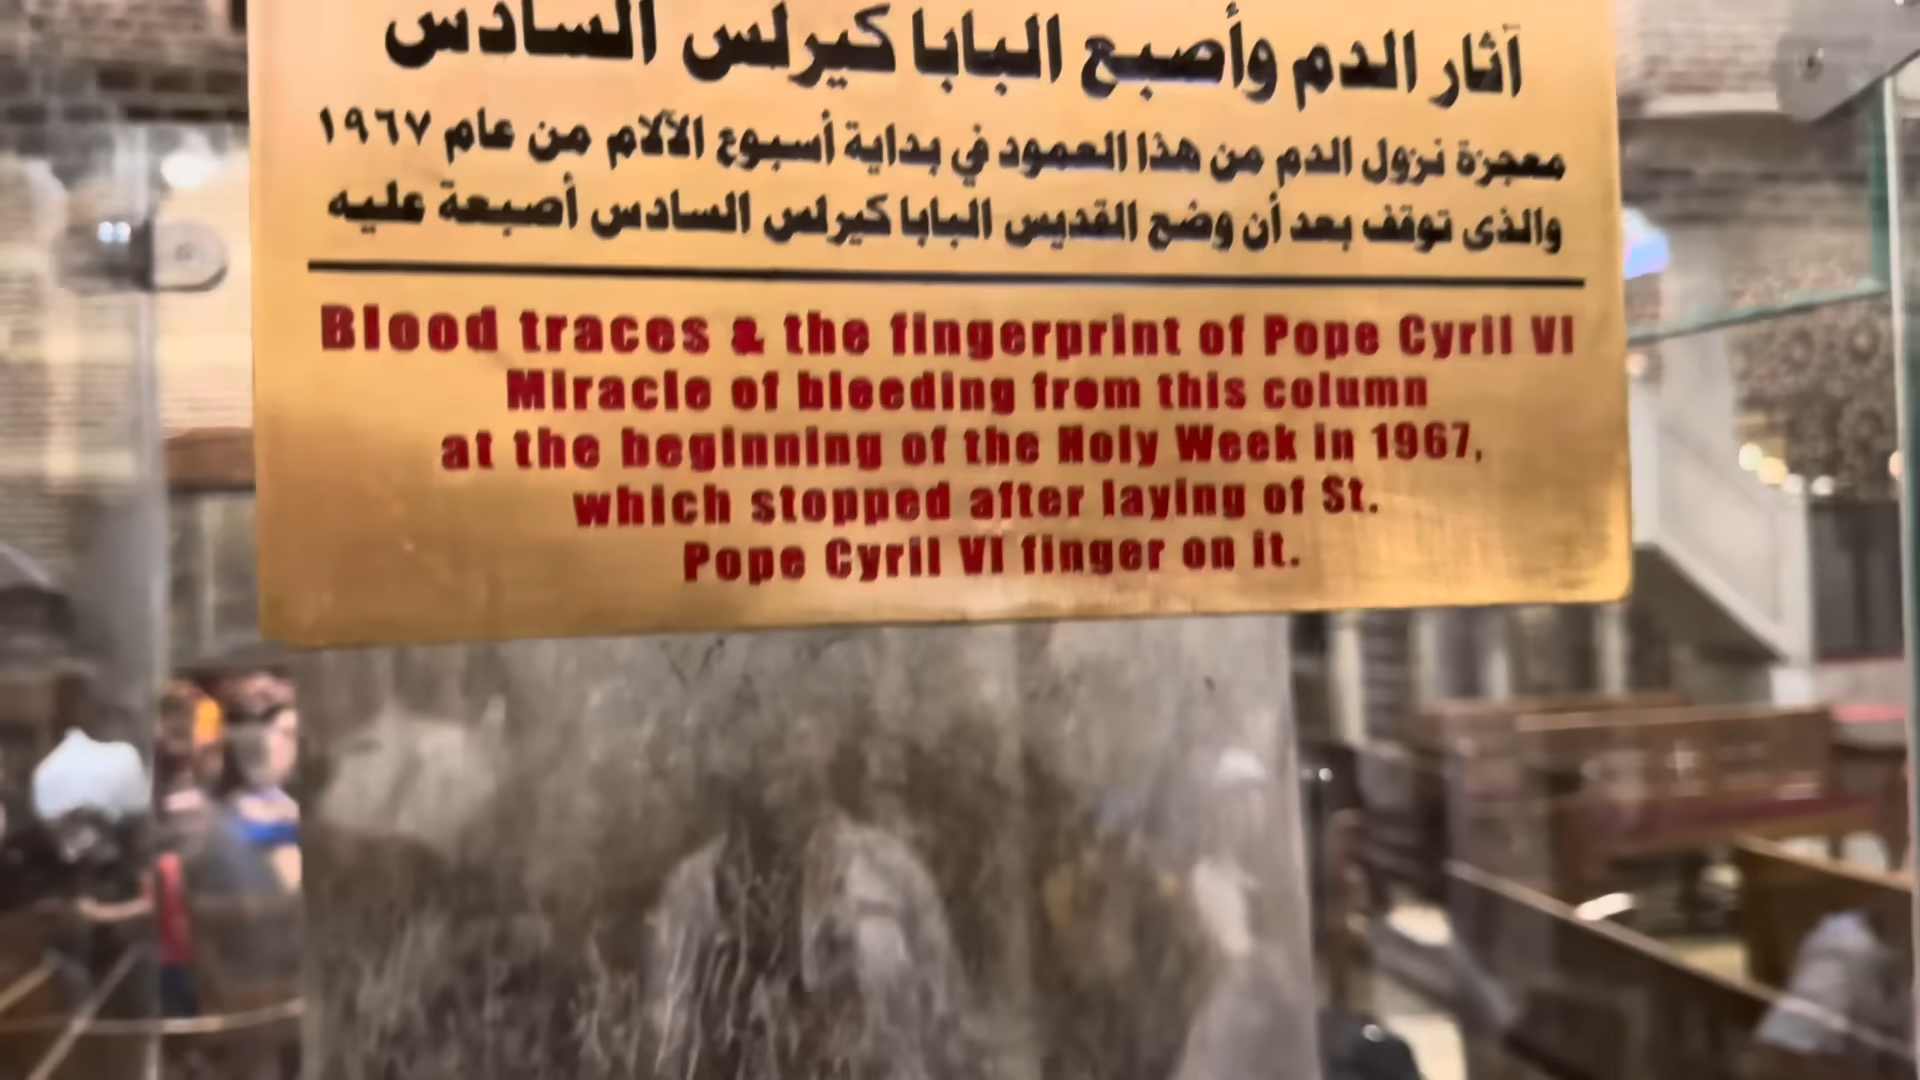 آثار الدم وأصبع البابا كيرلس السادس
معجزة نزول الدم من هذا العمود في بداية أسبوع الآلام من عام ١٩٦٧
والذى توقف بعد أن وضع القديس البابا كيرلس السادس أصبعة عليه
Blood traces & the fingerprint of Pope Cyril VI
Miracle of bleeding from this column
at the beginning of the Holy Week in 1967,
which stopped after laying of St.
Pope Cyril VI finger on it.